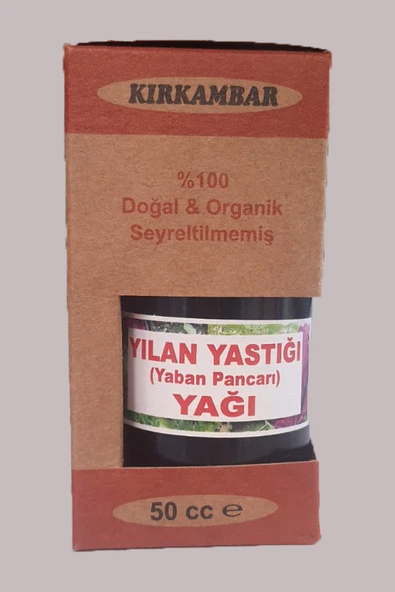 KIRKAMBAR
%100
Doğal & Organik
Seyreltilmemiş
YILAN YASTIĞI
(Yaban Pancarı)
YAĞI
50 cc ℮